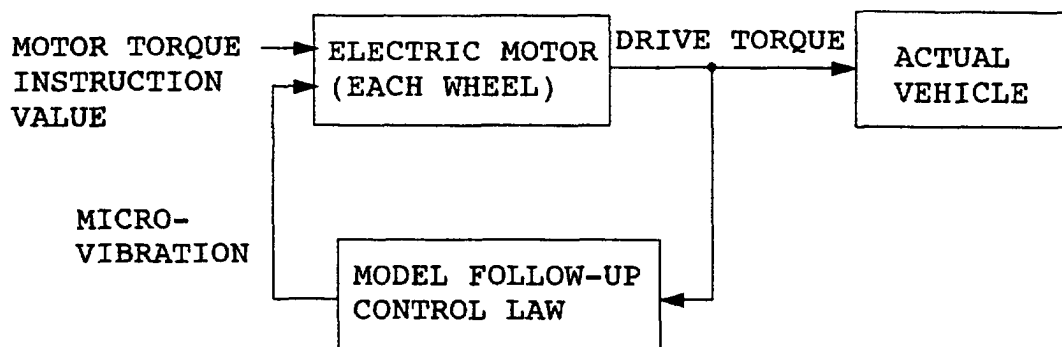 MOTOR TORQUE
INSTRUCTION
VALUE
ELECTRIC MOTOR
(EACH WHEEL)
DRIVE TORQUE
ACTUAL
VEHICLE
MICRO-
VIBRATION
MODEL FOLLOW-UP
CONTROL LAW